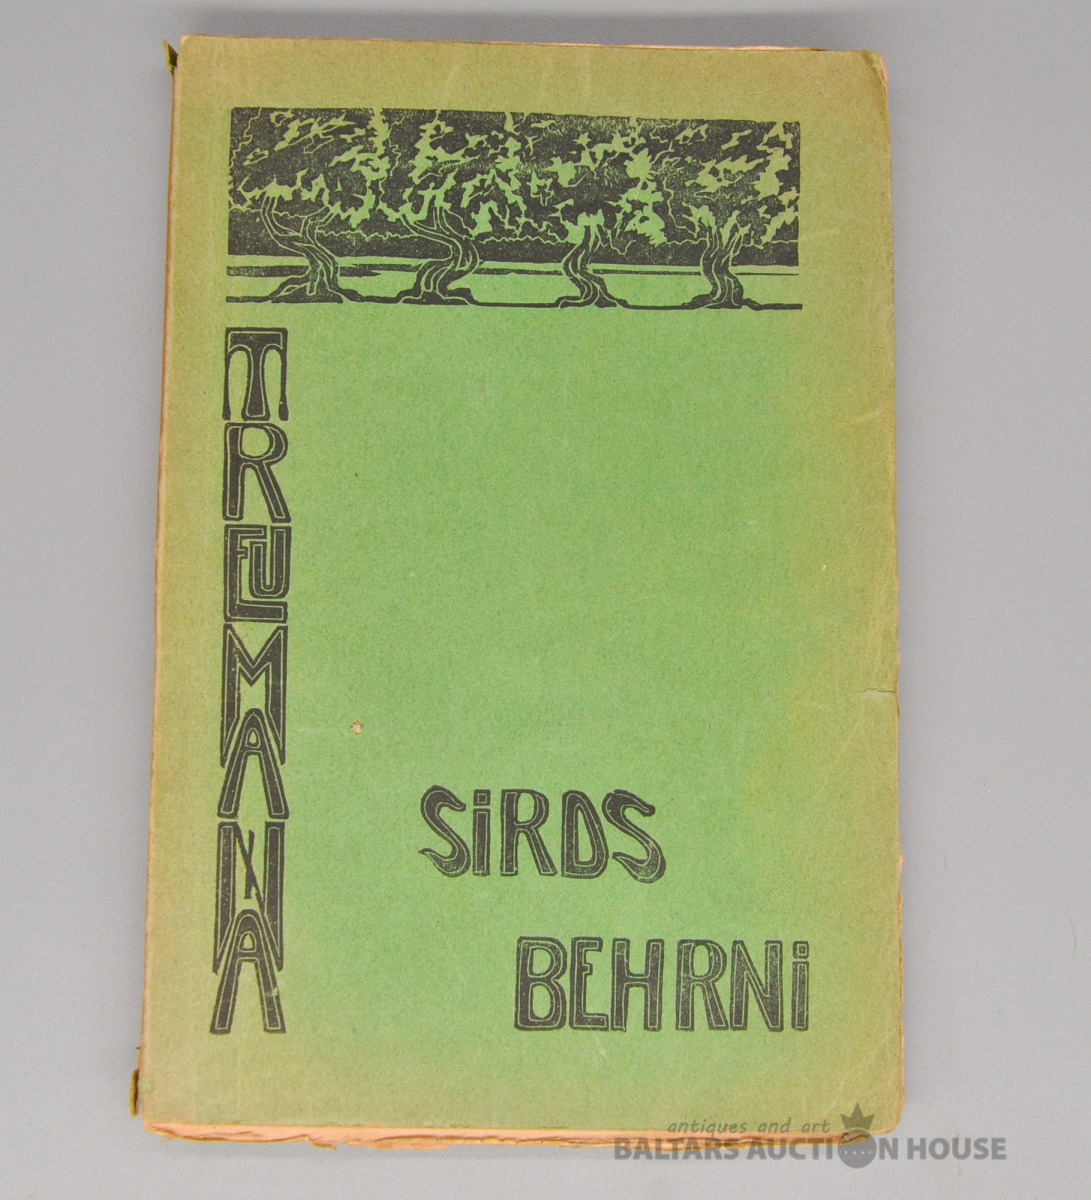 TREUMANA
SiRDS
BEHRNi
antiques and art
BALTARS AUCTION HOUSE